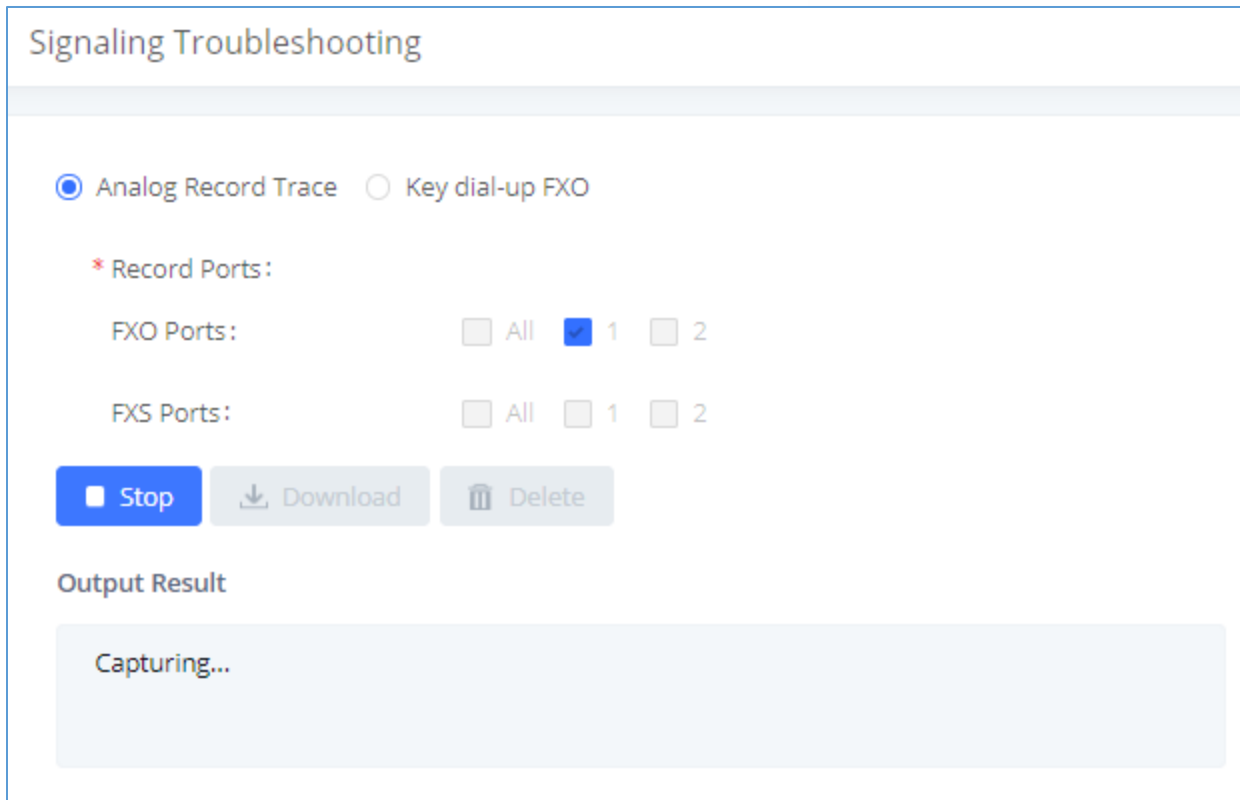 Signaling Troubleshooting
Analog Record Trace Key dial-up FXO
* Record Ports:
FXO Ports: All 1 2
FXS Ports: All 1 2
Stop Download Delete
Output Result
Capturing...